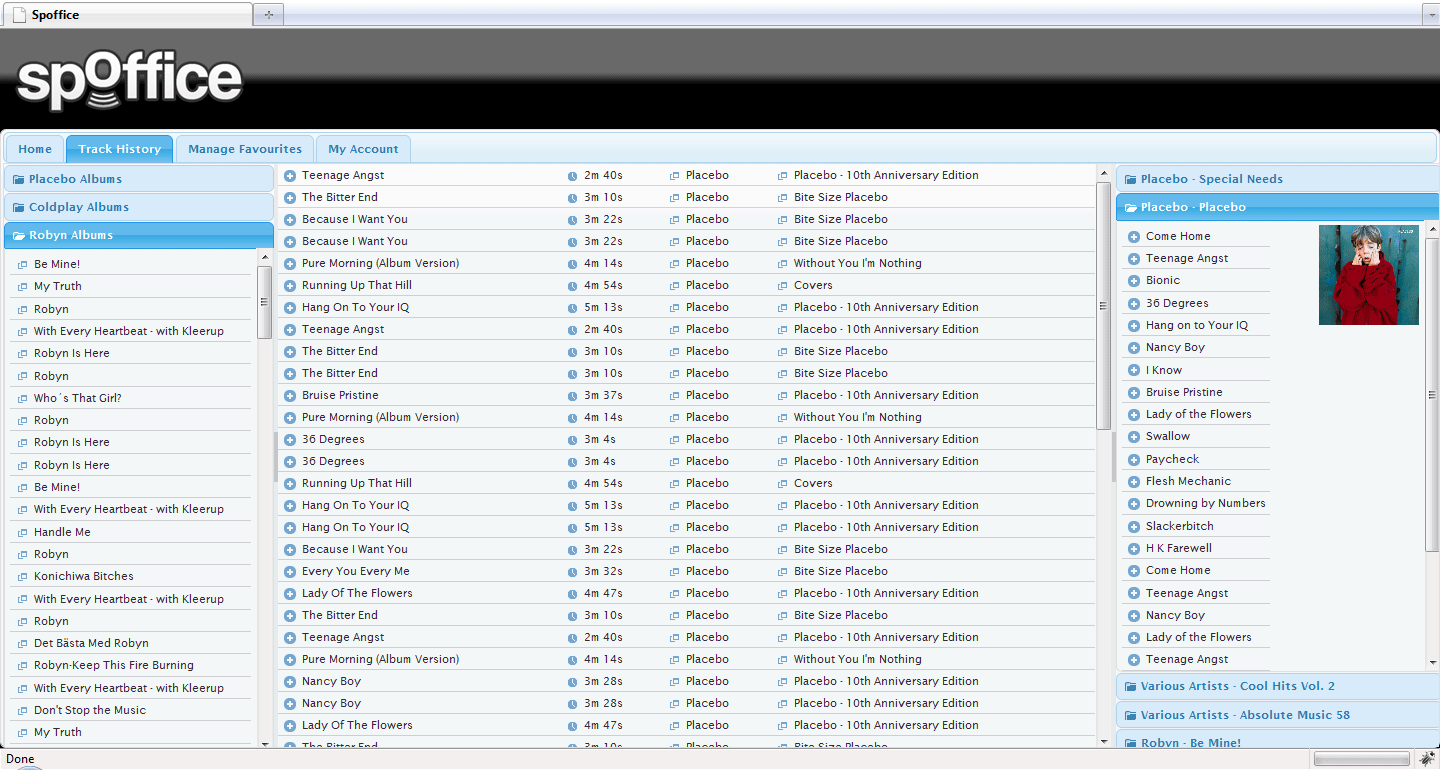 Spoffice
spoffice
Home Track History Manage Favourites My Account
Placebo Albums
Coldplay Albums
Robyn Albums
Be Mine!
My Truth
Robyn
With Every Heartbeat - with Kleerup
Robyn Is Here
Robyn
Who´s That Girl?
Robyn
Robyn Is Here
Robyn Is Here
Be Mine!
With Every Heartbeat - with Kleerup
Handle Me
Robyn
Konichiwa Bitches
With Every Heartbeat - with Kleerup
Robyn
Det Bästa Med Robyn
Robyn-Keep This Fire Burning
With Every Heartbeat - with Kleerup
Don't Stop the Music
My Truth
Teenage Angst 2m 40s Placebo Placebo - 10th Anniversary Edition
The Bitter End 3m 10s Placebo Bite Size Placebo
Because I Want You 3m 22s Placebo Bite Size Placebo
Because I Want You 3m 22s Placebo Bite Size Placebo
Pure Morning (Album Version) 4m 14s Placebo Without You I'm Nothing
Running Up That Hill 4m 54s Placebo Covers
Hang On To Your IQ 5m 13s Placebo Placebo - 10th Anniversary Edition
Teenage Angst 2m 40s Placebo Placebo - 10th Anniversary Edition
The Bitter End 3m 10s Placebo Bite Size Placebo
The Bitter End 3m 10s Placebo Bite Size Placebo
Bruise Pristine 3m 37s Placebo Placebo - 10th Anniversary Edition
Pure Morning (Album Version) 4m 14s Placebo Without You I'm Nothing
36 Degrees 3m 4s Placebo Placebo - 10th Anniversary Edition
36 Degrees 3m 4s Placebo Placebo - 10th Anniversary Edition
Running Up That Hill 4m 54s Placebo Covers
Hang On To Your IQ 5m 13s Placebo Placebo - 10th Anniversary Edition
Hang On To Your IQ 5m 13s Placebo Placebo - 10th Anniversary Edition
Because I Want You 3m 22s Placebo Bite Size Placebo
Every You Every Me 3m 32s Placebo Bite Size Placebo
Lady Of The Flowers 4m 47s Placebo Placebo - 10th Anniversary Edition
The Bitter End 3m 10s Placebo Bite Size Placebo
Teenage Angst 2m 40s Placebo Placebo - 10th Anniversary Edition
Pure Morning (Album Version) 4m 14s Placebo Without You I'm Nothing
Nancy Boy 3m 28s Placebo Placebo - 10th Anniversary Edition
Nancy Boy 3m 28s Placebo Placebo - 10th Anniversary Edition
Lady Of The Flowers 4m 47s Placebo Placebo - 10th Anniversary Edition
The Bitter End 3m 10s Placebo Bite Size Placebo
Placebo - Special Needs
Placebo - Placebo
Come Home
Teenage Angst
Bionic
36 Degrees
Hang on to Your IQ
Nancy Boy
I Know
Bruise Pristine
Lady of the Flowers
Swallow
Paycheck
Flesh Mechanic
Drowning by Numbers
Slackerbitch
H K Farewell
Come Home
Teenage Angst
Nancy Boy
Lady of the Flowers
Teenage Angst
Various Artists - Cool Hits Vol. 2
Various Artists - Absolute Music 58
Robyn - Be Mine!
Done